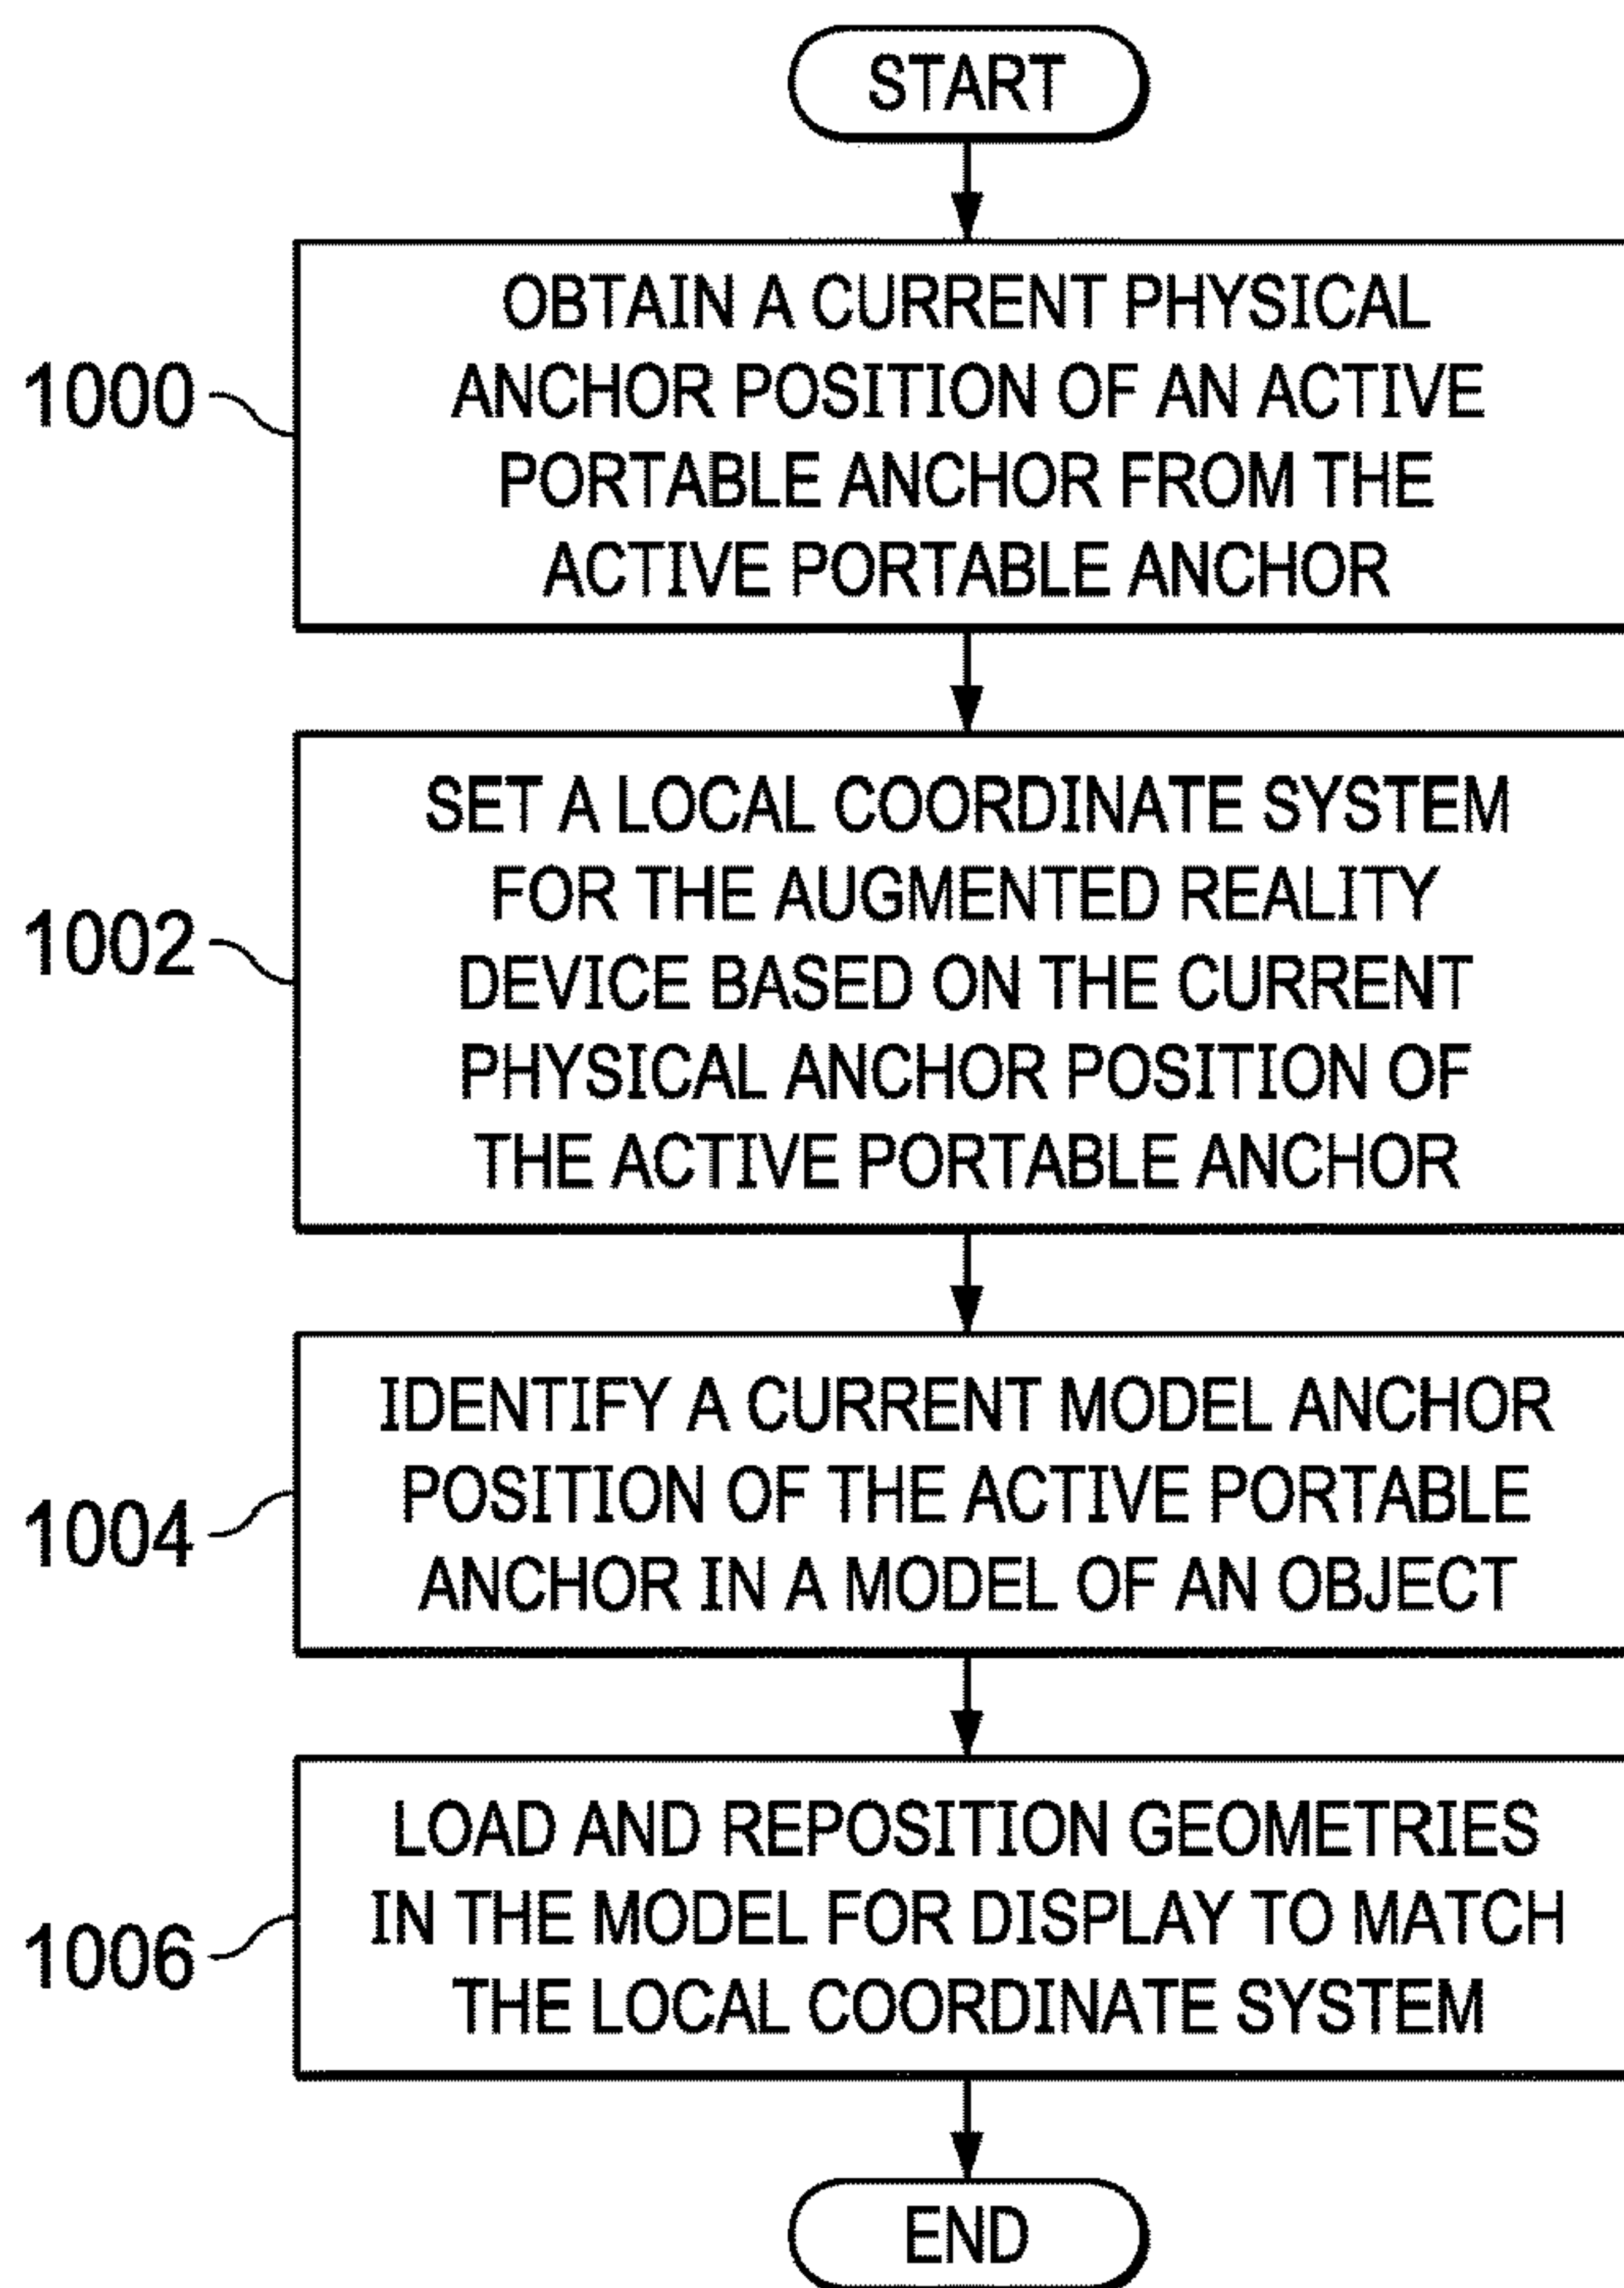 START
OBTAIN A CURRENT PHYSICAL
ANCHOR POSITION OF AN ACTIVE
PORTABLE ANCHOR FROM THE
ACTIVE PORTABLE ANCHOR
1000
SET A LOCAL COORDINATE SYSTEM
FOR THE AUGMENTED REALITY
DEVICE BASED ON THE CURRENT
PHYSICAL ANCHOR POSITION OF
THE ACTIVE PORTABLE ANCHOR
1002
IDENTIFY A CURRENT MODEL ANCHOR
POSITION OF THE ACTIVE PORTABLE
ANCHOR IN A MODEL OF AN OBJECT
1004
LOAD AND REPOSITION GEOMETRIES
IN THE MODEL FOR DISPLAY TO MATCH
THE LOCAL COORDINATE SYSTEM
1006
END